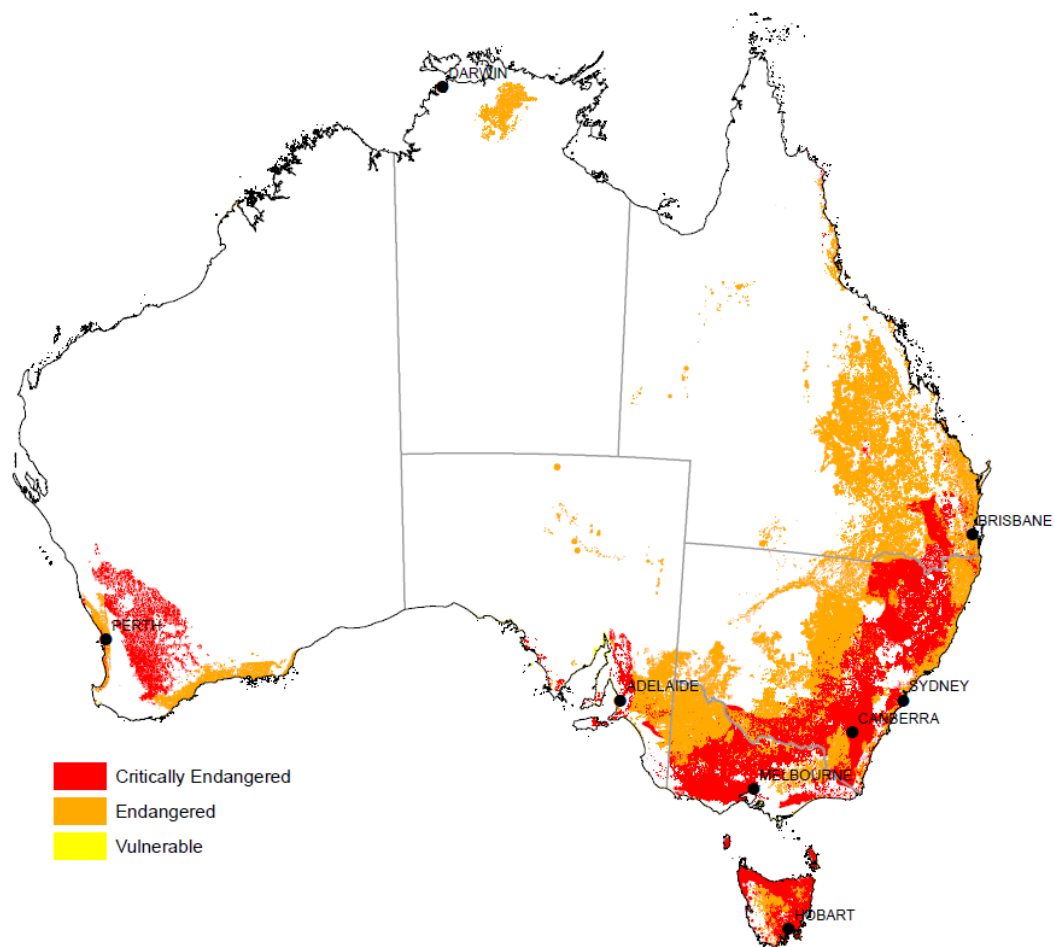 DARWIN
BRISBANE
PERTH
ADELAIDE
SYDNEY
CANBERRA
MELBOURNE
HOBART
Critically Endangered
Endangered
Vulnerable